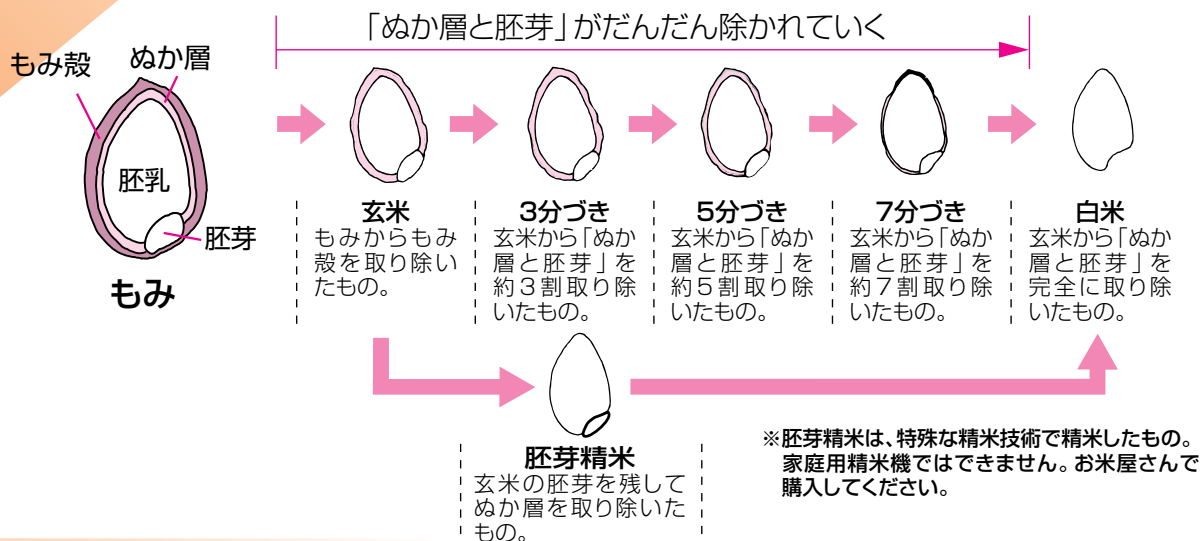 「ぬか層と胚芽」がだんだん除かれていく
もみ殻
ぬか層
胚乳
胚芽
もみ
玄米
もみからもみ
殻を取り除い
たもの。
3分づき
玄米から「ぬか
層と胚芽」を
約3割取り除
いたもの。
5分づき
玄米から「ぬか
層と胚芽」を
約5割取り除
いたもの。
7分づき
玄米から「ぬか
層と胚芽」を
約7割取り除
いたもの。
白米
玄米から「ぬか
層と胚芽」を
完全に取り除
いたもの。
胚芽精米
玄米の胚芽を残して
ぬか層を取り除いた
もの。
※胚芽精米は、特殊な精米技術で精米したもの。
家庭用精米機ではできません。お米屋さんで
購入してください。